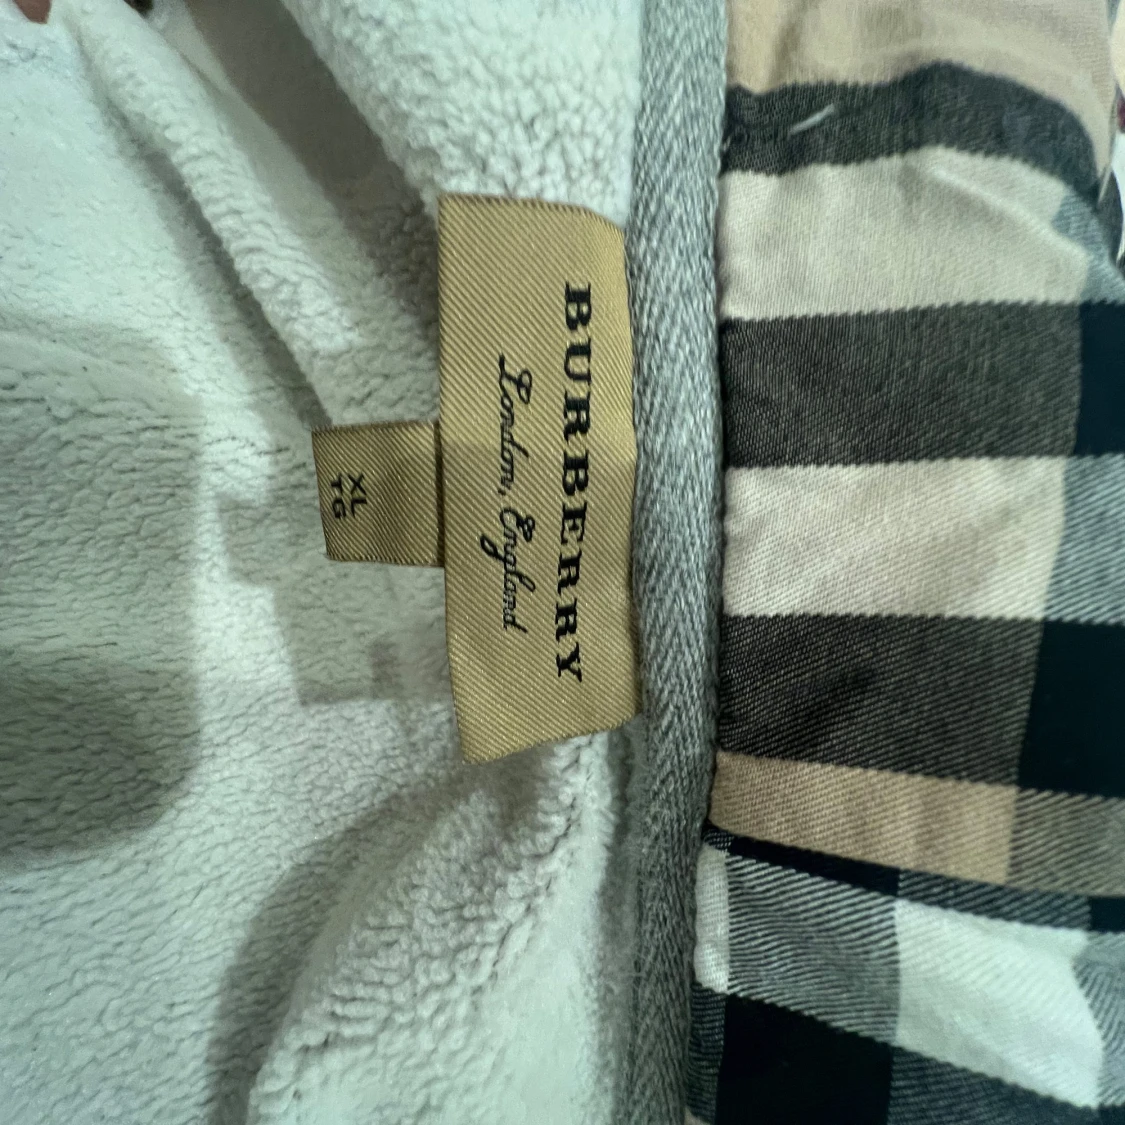 BURBERRY
London, England
XL
TG